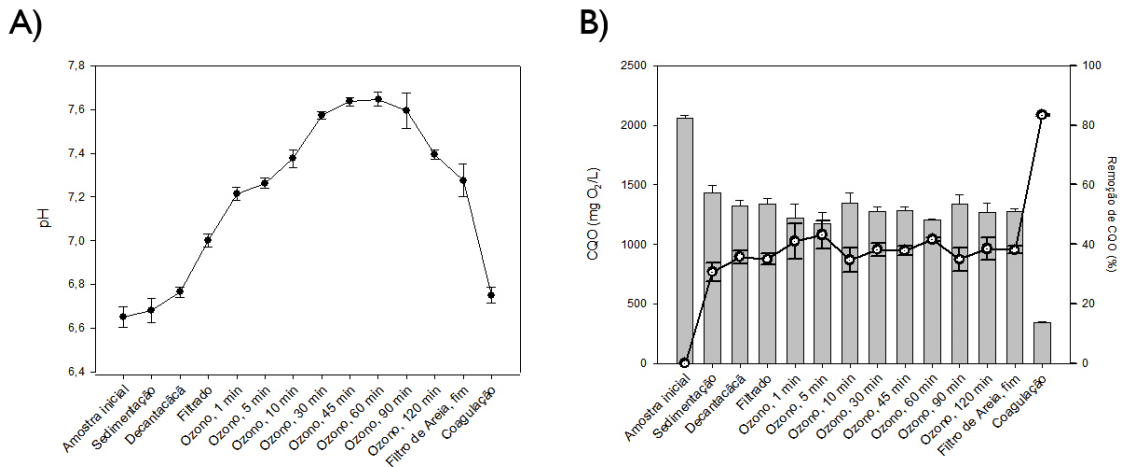 A)
7,8
7,6
7,4
7,2
7,0
6,8
6,6
6,4
pH
Amostra inicial
Sedimentação
Decantacãcã
Filtrado
Ozono, 1 min
Ozono, 5 min
Ozono, 10 min
Ozono, 30 min
Ozono, 45 min
Ozono, 60 min
Ozono, 90 min
Ozono, 120 min
Filtro de Areia, fim
Coagulação
B)
2500
2000
1500
1000
500
0
CQO (mg O₂/L)
100
80
60
40
20
0
Remoção de CQO (%)
Amostra inicial
Sedimentação
Decantacãcã
Filtrado
Ozono, 1 min
Ozono, 5 min
Ozono, 10 min
Ozono, 30 min
Ozono, 45 min
Ozono, 60 min
Ozono, 90 min
Ozono, 120 min
Filtro de Areia, fim
Coagulação